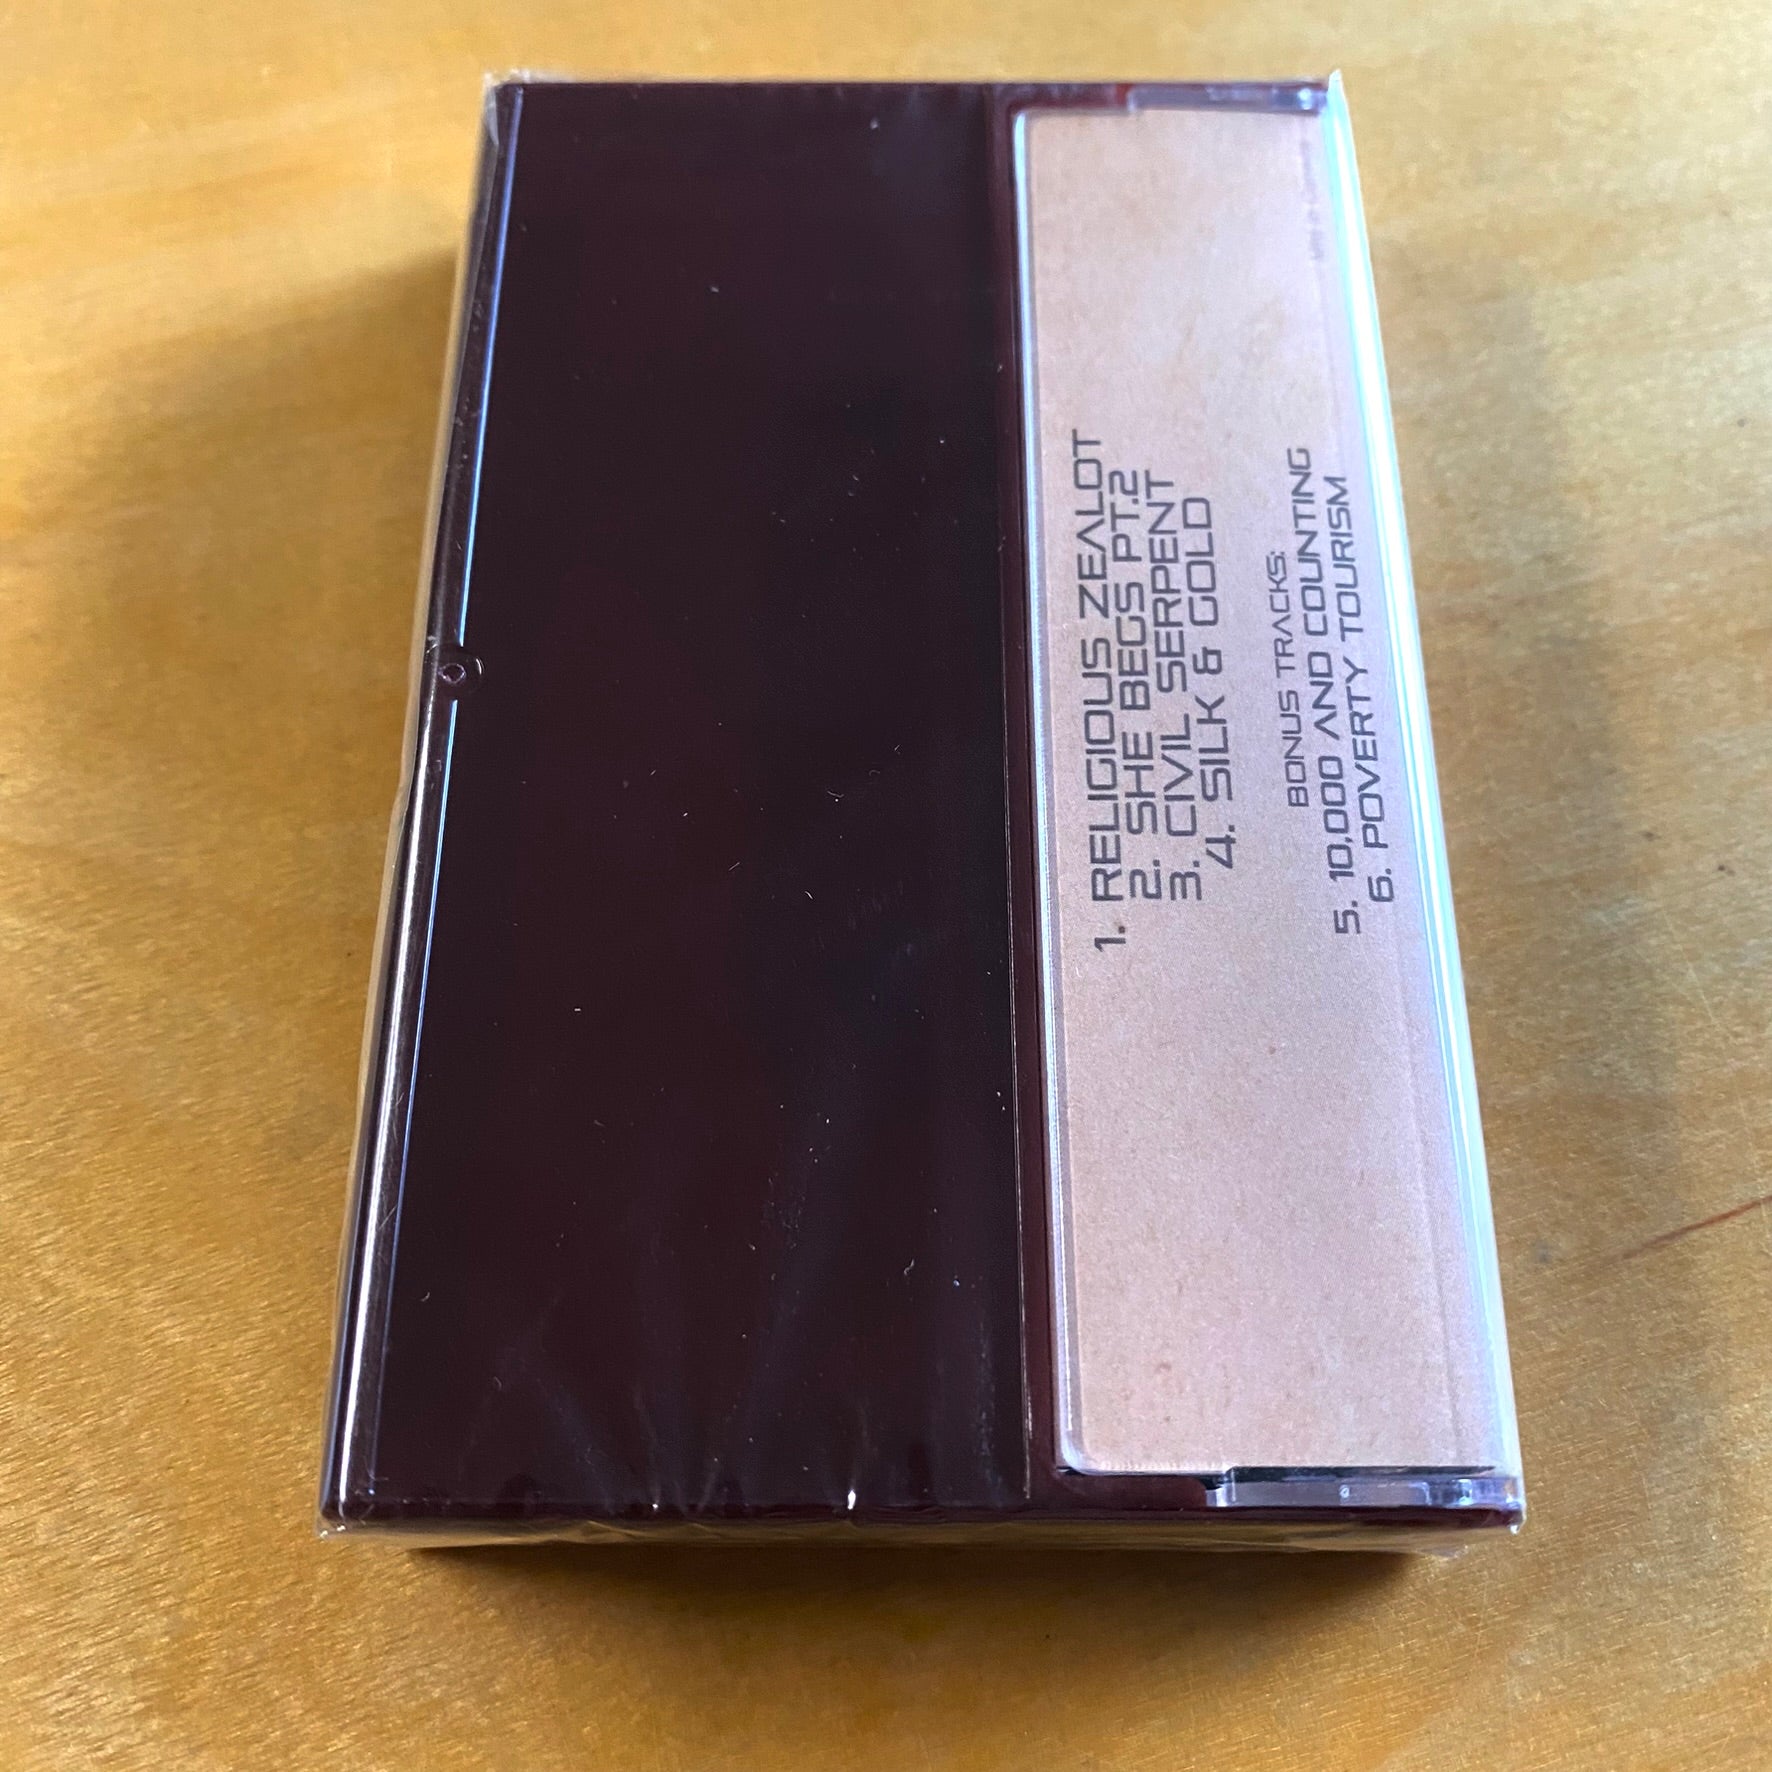 1. RELIGIOUS ZEALOT
2. SHE BEGS PT.2
3. CIVIL SERPENT
4. SILK & GOLD
BONUS TRACKS:
5. 10,000 AND COUNTING
6. POVERTY TOURISM